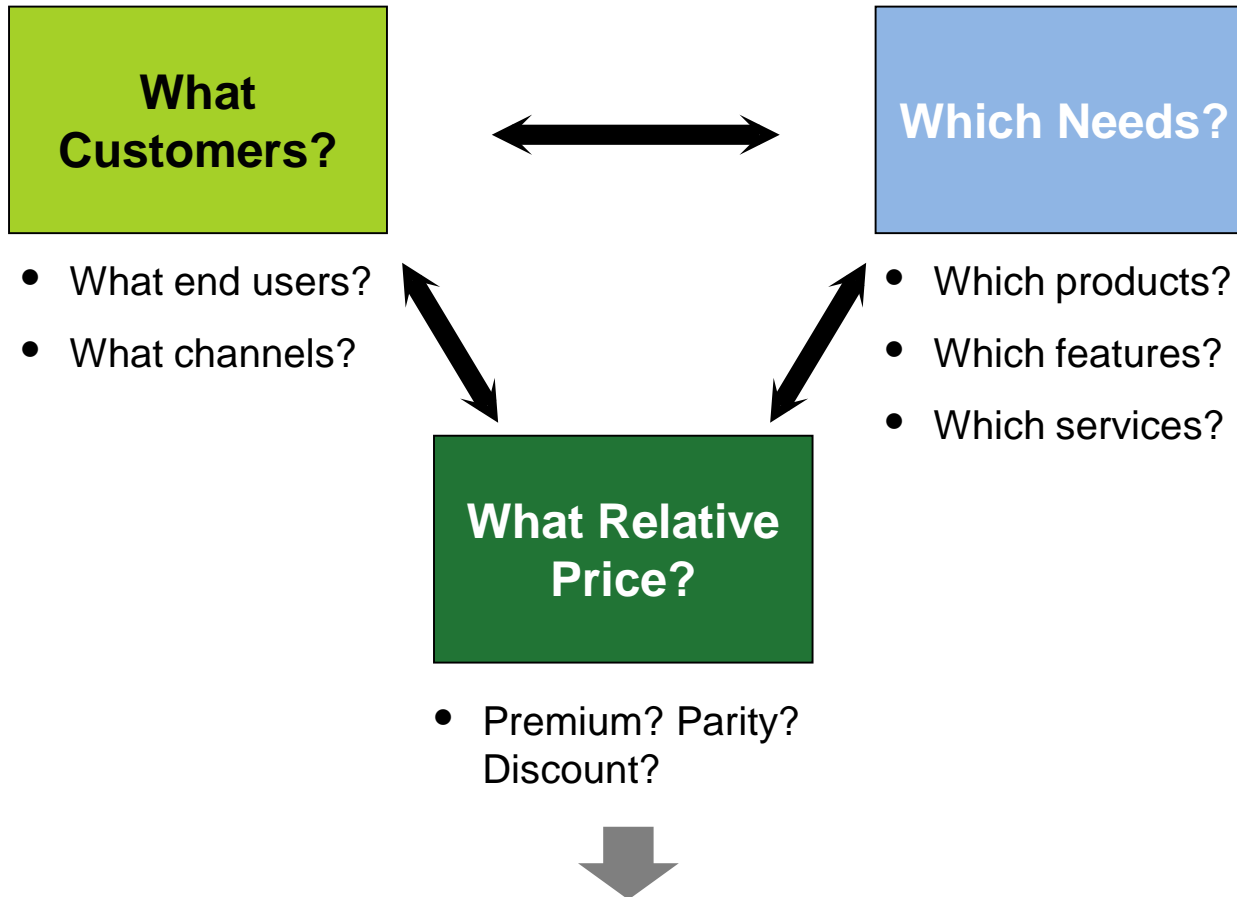 What
Customers?
Which Needs?
• What end users?
• What channels?
• Which products?
• Which features?
• Which services?
What Relative
Price?
• Premium? Parity?
Discount?